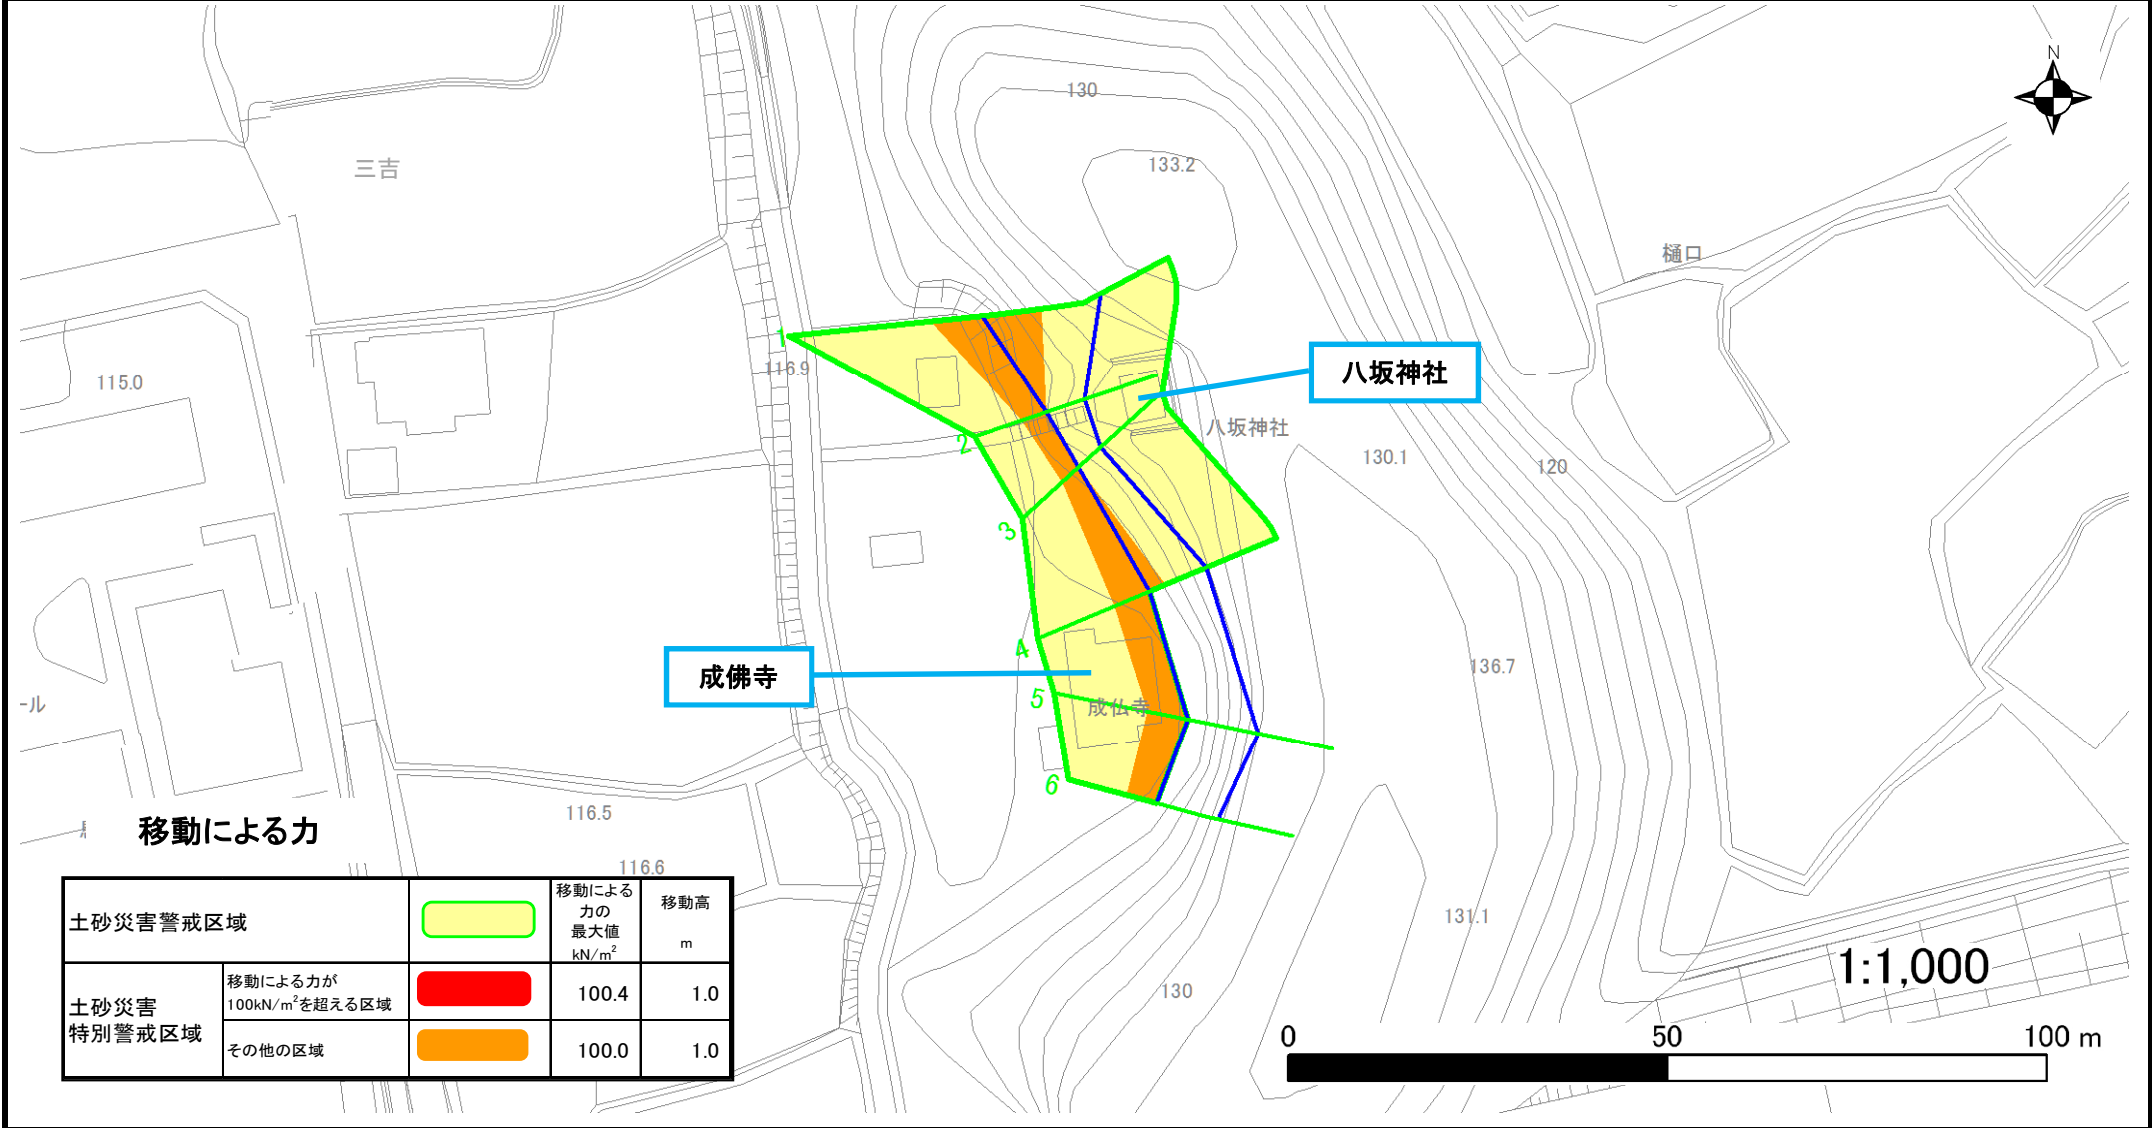 N
130
133.2
三吉
樋口
1
116.9
115.0
八坂神社
八坂神社
2
130.1
120
3
4
成佛寺
136.7
5
成仏寺
ール
6
116.5
移動による力
116.6
131.1
130
土砂災害警戒区域
移動による
力の
最大値
kN/m²
移動高
m
土砂災害
特別警戒区域
移動による力が
100kN/m²を超える区域
100.4
1.0
その他の区域
100.0
1.0
1:1,000
0
50
100 m